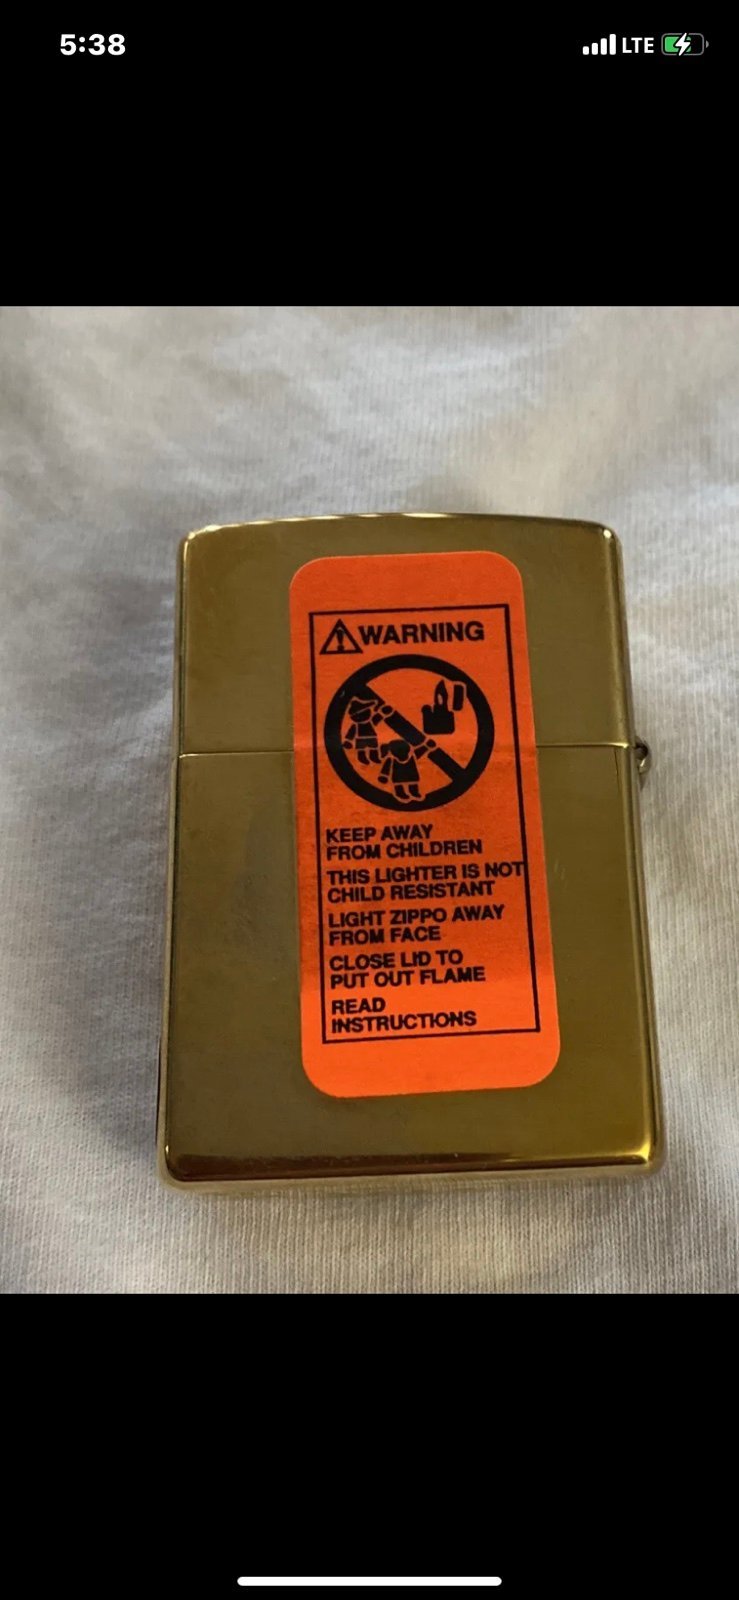 5:38
LTE
WARNING
KEEP AWAY
FROM CHILDREN
THIS LIGHTER IS NOT
CHILD RESISTANT
LIGHT ZIPPO AWAY
FROM FACE
CLOSE LID TO
PUT OUT FLAME
READ
INSTRUCTIONS